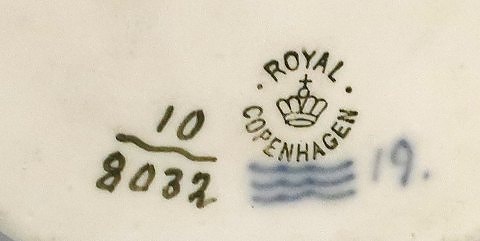 ROYAL
COPENHAGEN
10
8032
19.